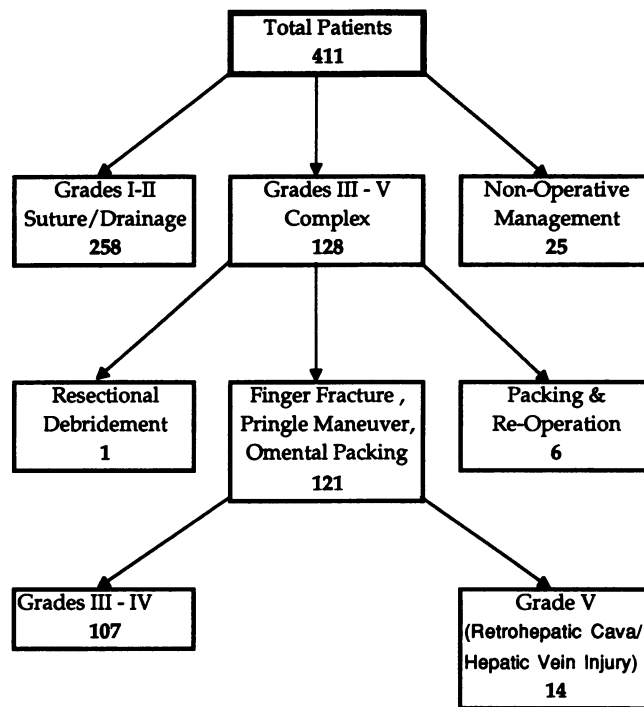 Total Patients
411
Grades I-II
Suture/Drainage
258
Grades III - V
Complex
128
Non-Operative
Management
25
Resectional
Debridement
1
Finger Fracture ,
Pringle Maneuver,
Omental Packing
121
Packing &
Re-Operation
6
Grades III - IV
107
Grade V
(Retrohepatic Cava/
Hepatic Vein Injury)
14